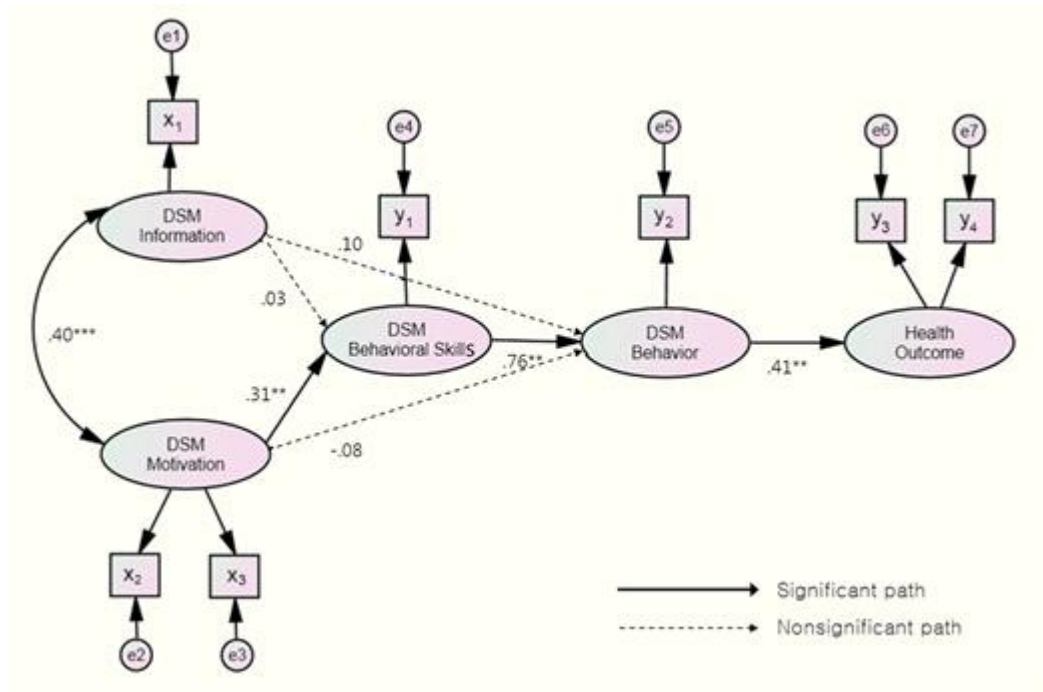 e1
x1
e4
e5
e6
e7
y1
y2
y3
y4
DSM
Information
.10
.03
DSM
Behavioral Skills
DSM
Behavior
Health
Outcome
.40***
.76**
.41**
.31**
-.08
DSM
Motivation
x2
x3
e2
e3
Significant path
Nonsignificant path